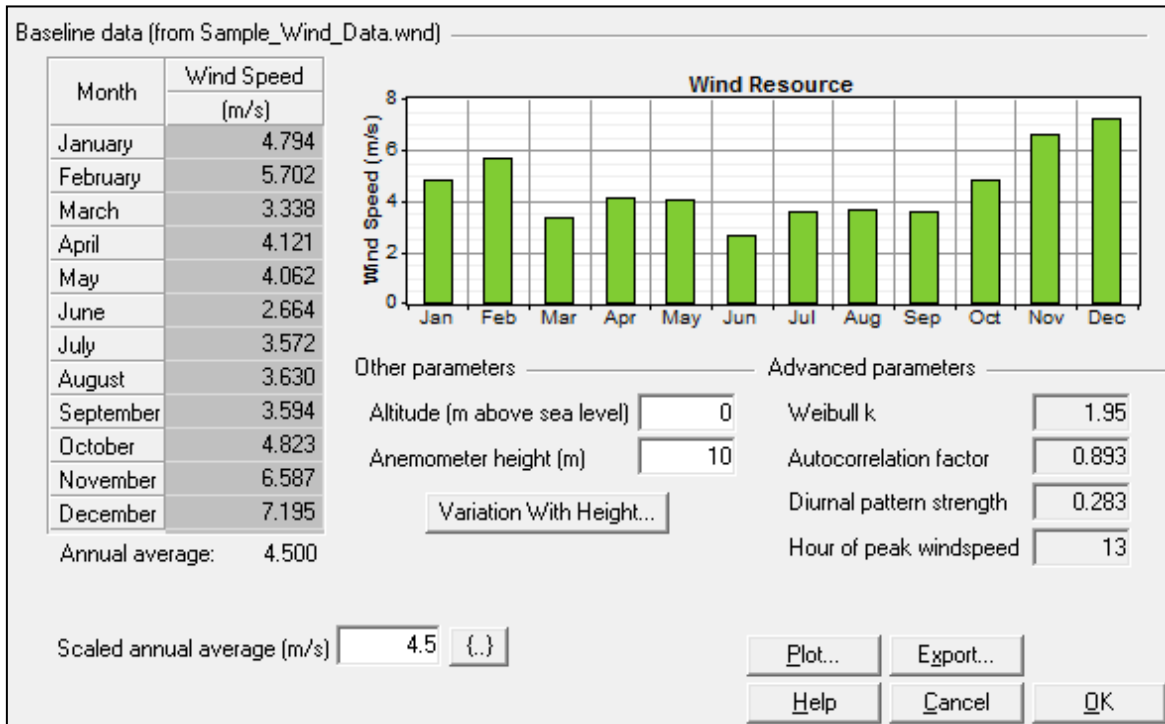 Baseline data (from Sample_Wind_Data.wnd)
Month Wind Speed
(m/s)
January 4.794
February 5.702
March 3.338
April 4.121
May 4.062
June 2.664
July 3.572
August 3.630
September 3.594
October 4.823
November 6.587
December 7.195
Annual average: 4.500
Wind Resource
Wind Speed (m/s)
8
6
4
2
0
Jan Feb Mar Apr May Jun Jul Aug Sep Oct Nov Dec
Other parameters
Altitude (m above sea level) 0
Anemometer height (m) 10
Variation With Height...
Advanced parameters
Weibull k 1.95
Autocorrelation factor 0.893
Diurnal pattern strength 0.283
Hour of peak windspeed 13
Scaled annual average (m/s) 4.5 {..}
Plot... Export...
Help Cancel OK